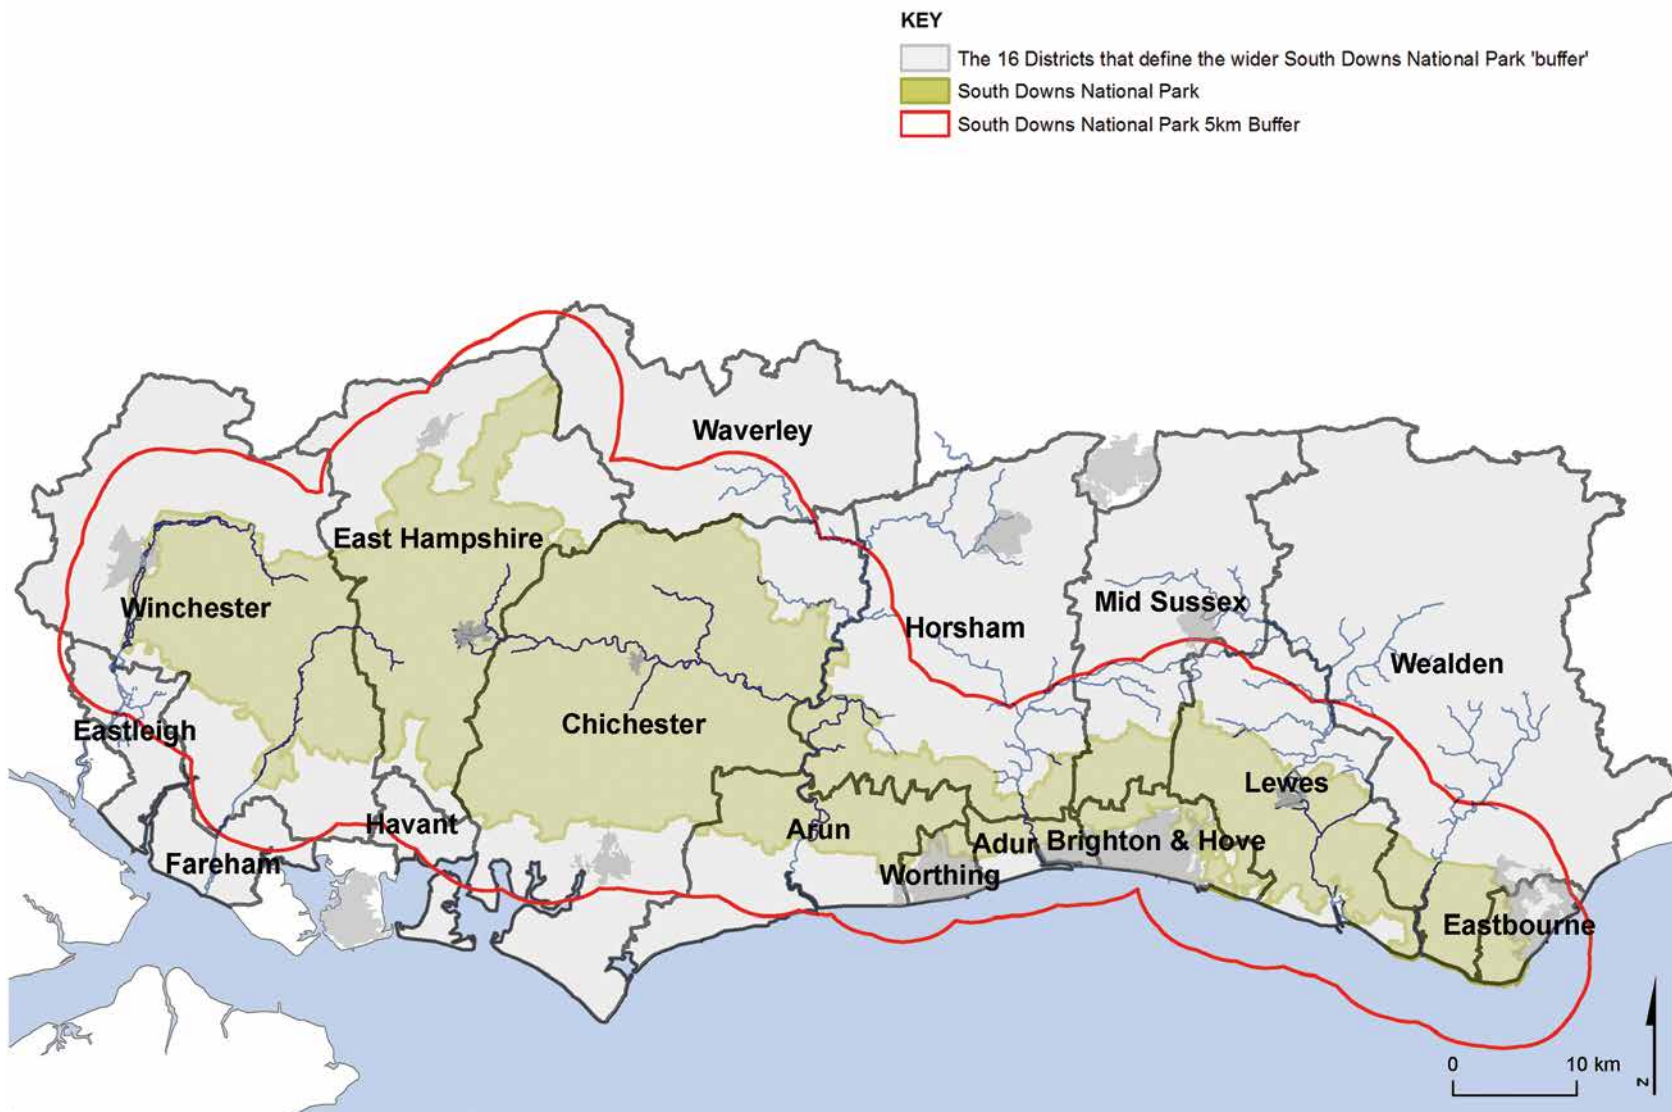 KEY
The 16 Districts that define the wider South Downs National Park 'buffer'
South Downs National Park
South Downs National Park 5km Buffer
Waverley
East Hampshire
Winchester
Mid Sussex
Horsham
Wealden
Chichester
Eastleigh
Lewes
Havant
Arun
Adur
Brighton & Hove
Fareham
Worthing
Eastbourne
0 10 km
N